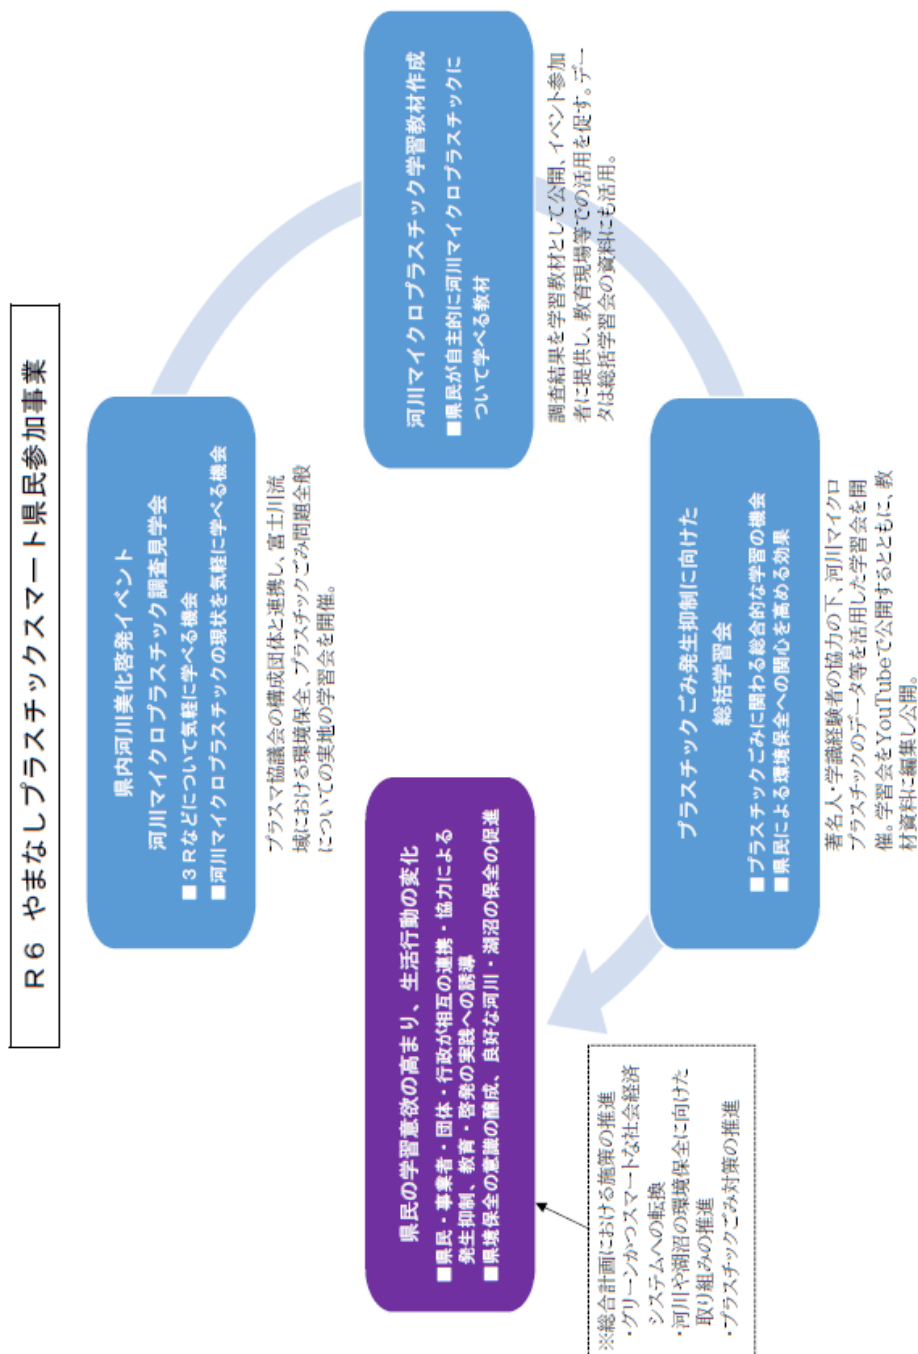 R6 やまなしプラスチックスマート県民参加事業
県内河川美化啓発イベント
河川マイクロプラスチック調査見学会
■3Rなどについて気軽に学べる機会
■河川マイクロプラスチックの現状を気軽に学べる機会
プラスマ協議会の構成団体と連携し、富士川流
域における環境保全、プラスチックごみ問題全般
についての実地の学習会を開催。
河川マイクロプラスチック学習教材作成
■県民が自主的に河川マイクロプラスチックに
ついて学べる教材
調査結果を学習教材として公開、イベント参加
者に提供し、教育現場等での活用を促す。デー
タは総括学習会の資料にも活用。
プラスチックごみ発生抑制に向けた
総括学習会
■プラスチックごみに関わる総合的な学習の機会
■県民による環境保全への関心を高める効果
著名人・学識経験者の協力の下、河川マイクロ
プラスチックのデータ等を活用した学習会を開
催。学習会をYouTubeで公開するとともに、教
材資料に編集し公開。
県民の学習意欲の高まり、生活行動の変化
■県民・事業者・団体・行政が相互の連携・協力による
発生抑制、教育・啓発の実践への誘導
■県境保全の意識の醸成、良好な河川・湖沼の保全の促進
※総合計画における施策の推進
・グリーンかつスマートな社会経済
システムへの転換
・河川や湖沼の環境保全に向けた
取り組みの推進
・プラスチックごみ対策の推進